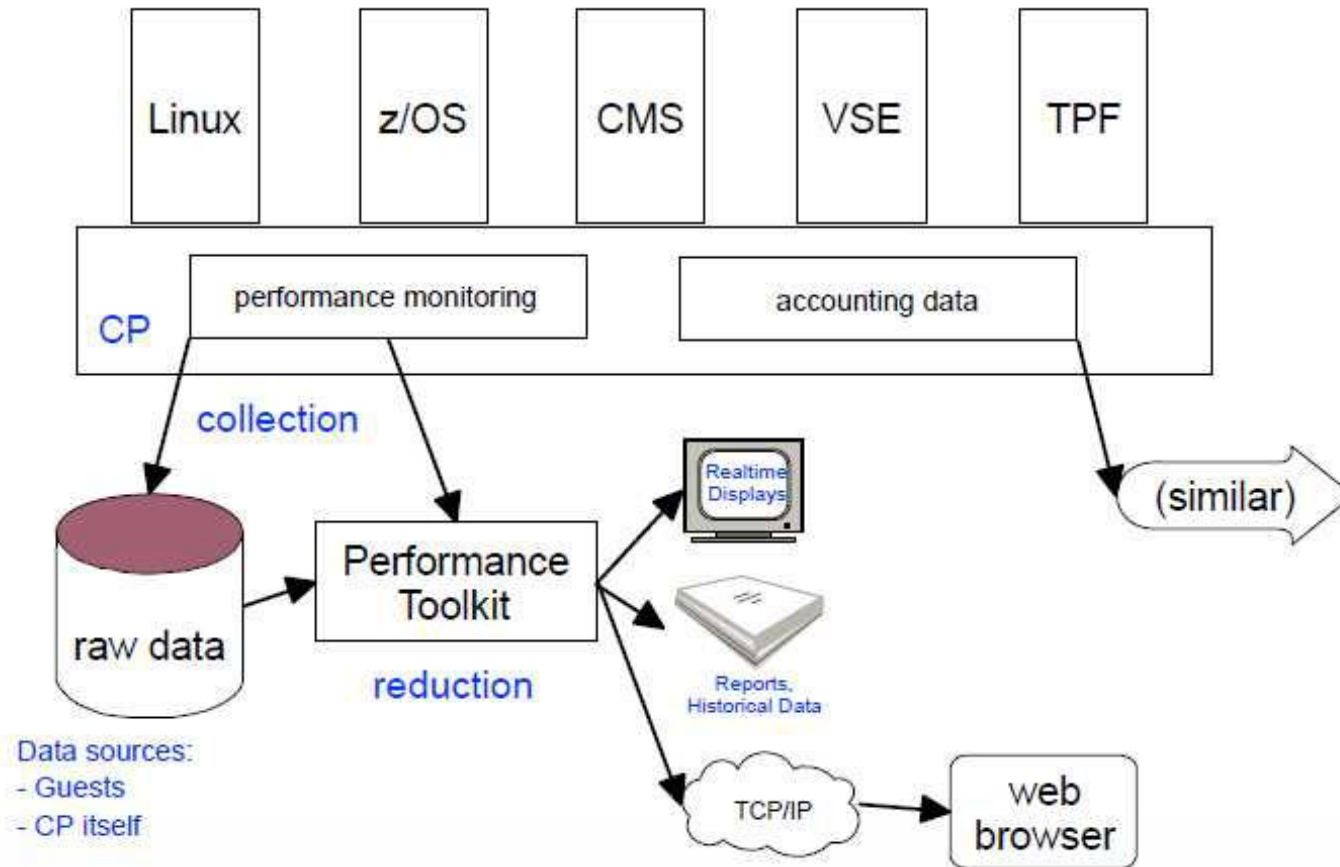 Linux
z/OS
CMS
VSE
TPF
performance monitoring
accounting data
CP
collection
Realtime
Displays
(similar)
Performance
Toolkit
raw data
reduction
Reports,
Historical Data
Data sources:
- Guests
- CP itself
TCP/IP
web
browser